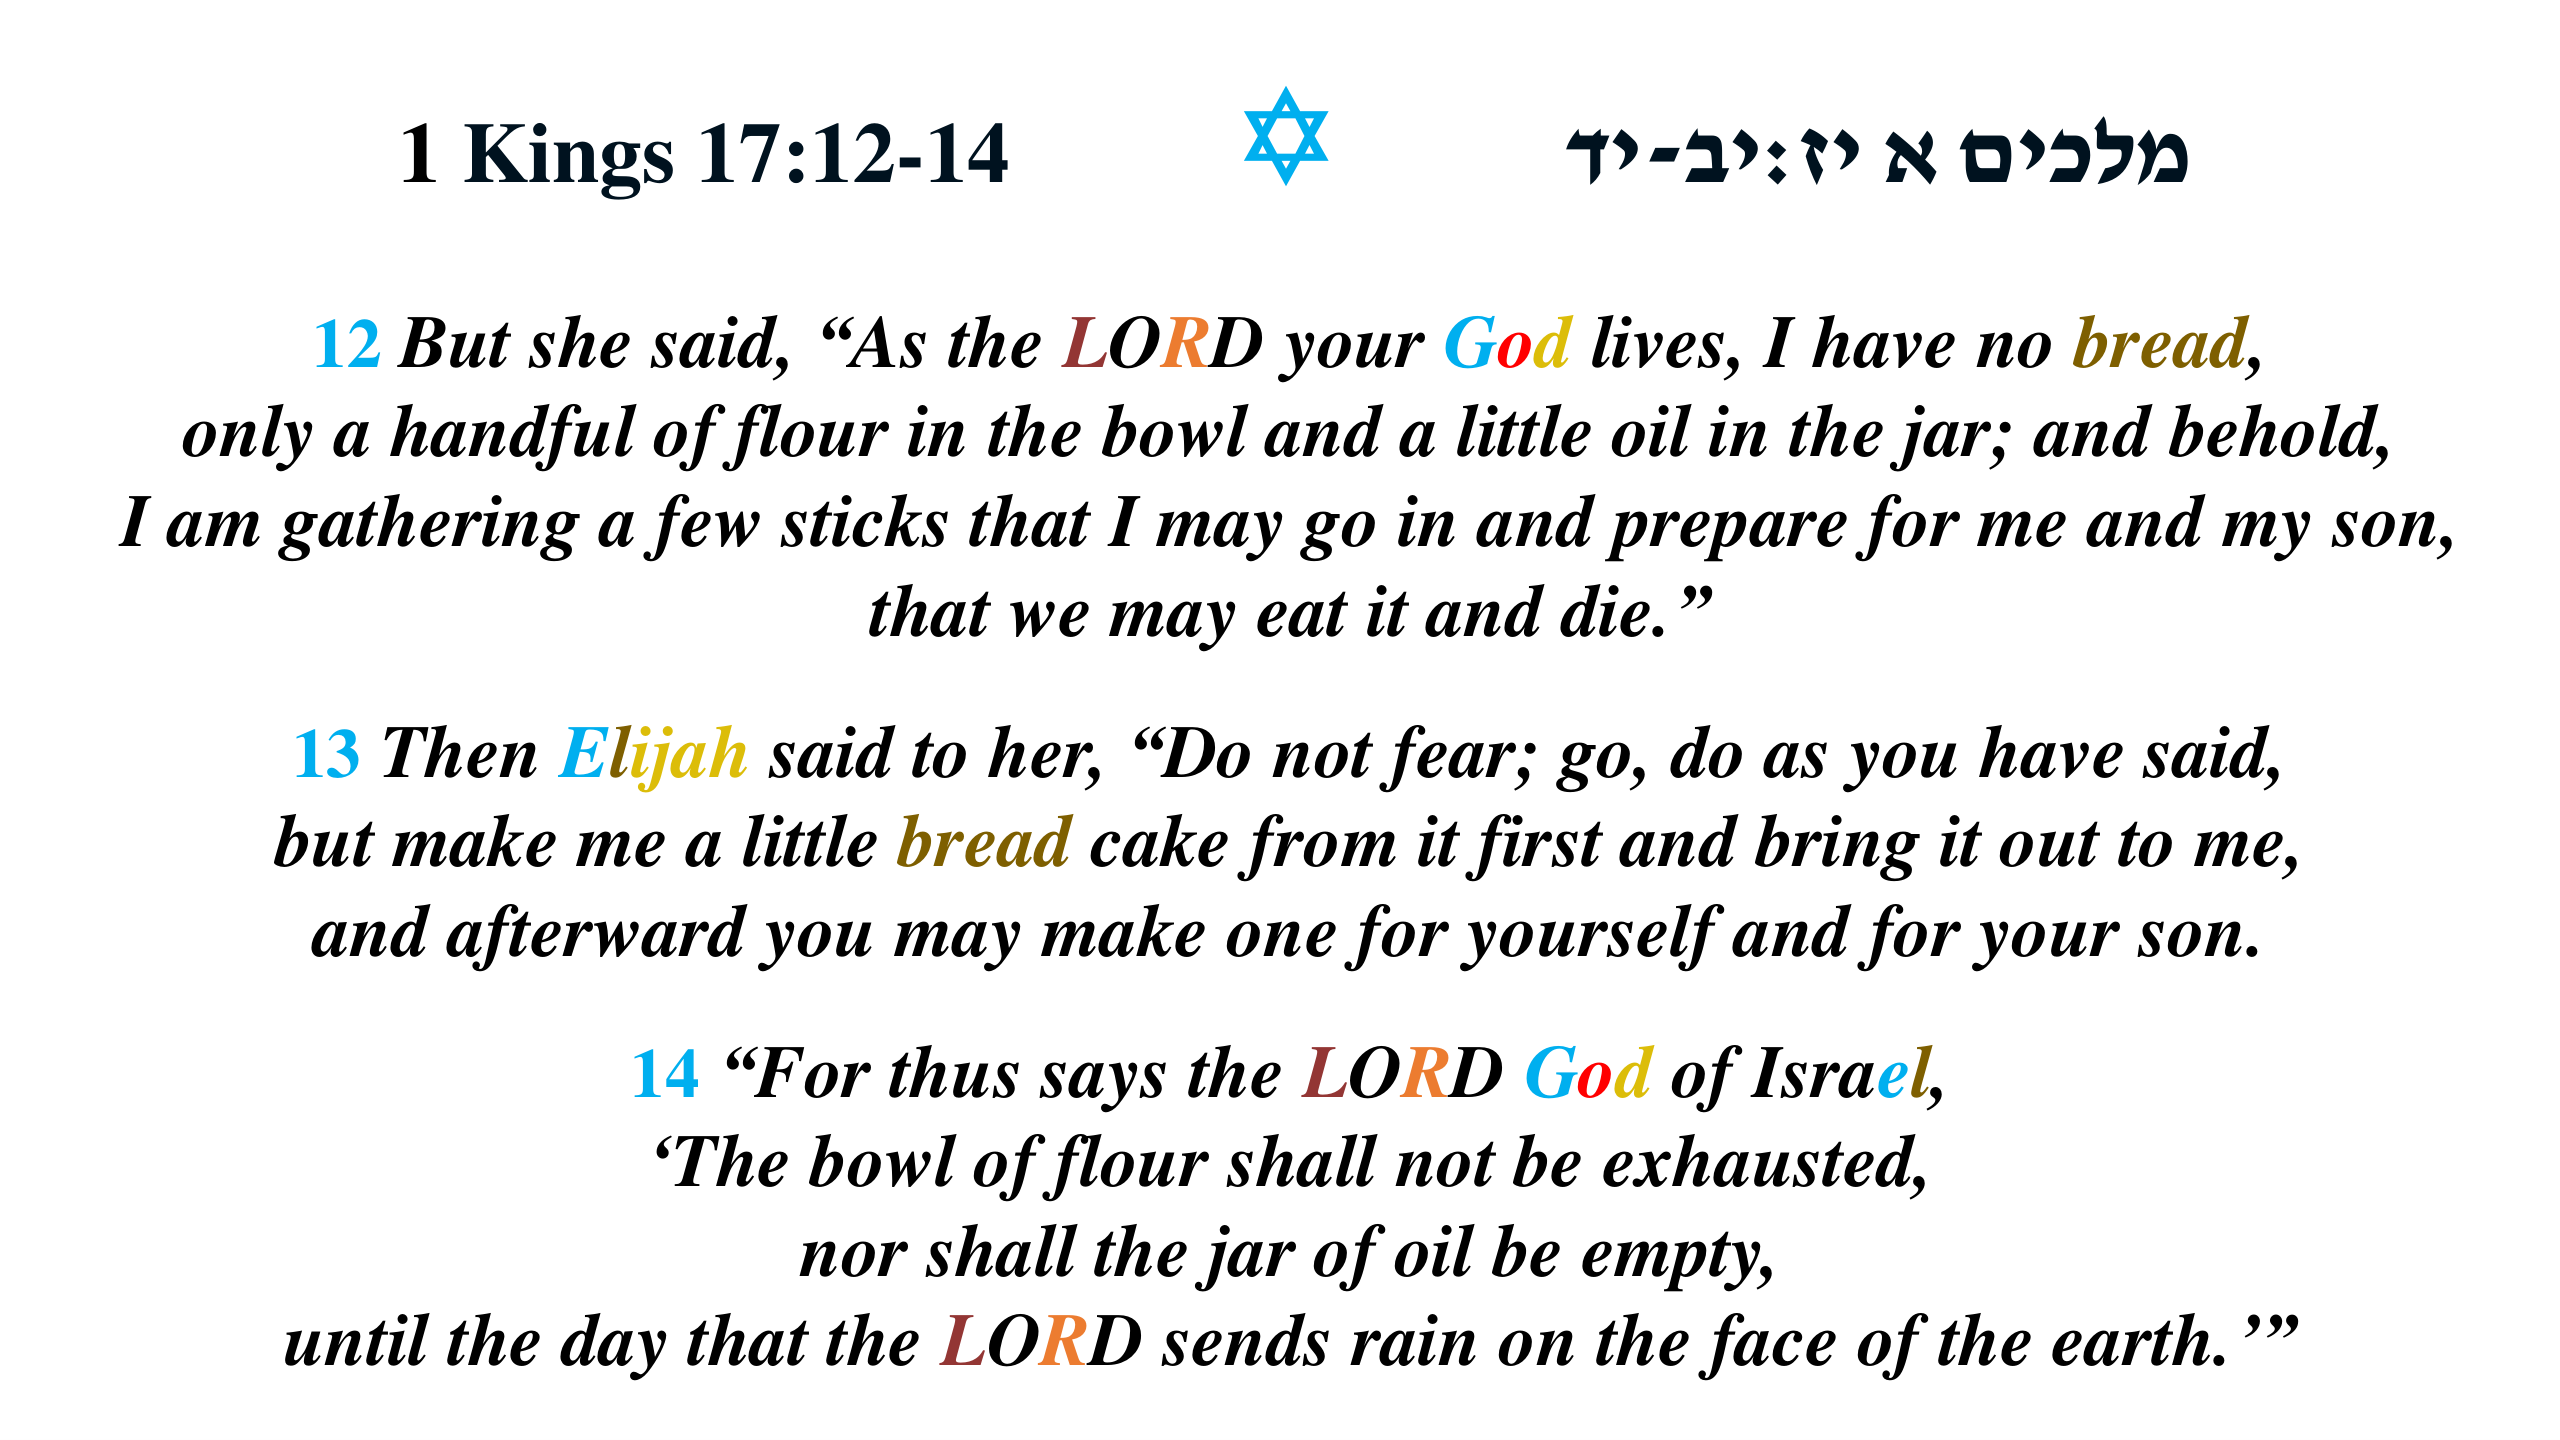 1 Kings 17:12-14 ✡ מלכים א יז:יב-יד
12 But she said, “As the LORD your God lives, I have no bread,
only a handful of flour in the bowl and a little oil in the jar; and behold,
I am gathering a few sticks that I may go in and prepare for me and my son,
that we may eat it and die.”
13 Then Elijah said to her, “Do not fear; go, do as you have said,
but make me a little bread cake from it first and bring it out to me,
and afterward you may make one for yourself and for your son.
14 “For thus says the LORD God of Israel,
‘The bowl of flour shall not be exhausted,
nor shall the jar of oil be empty,
until the day that the LORD sends rain on the face of the earth.’”